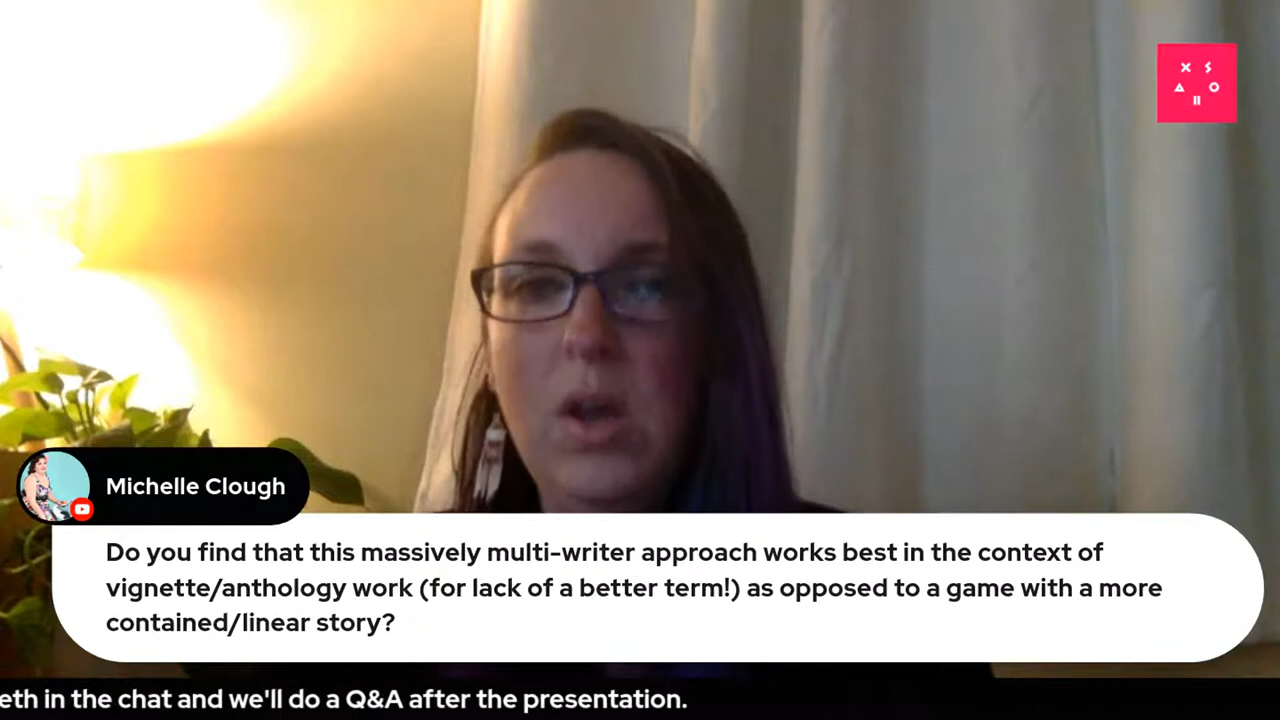 Michelle Clough
Do you find that this massively multi-writer approach works best in the context of
vignette/anthology work (for lack of a better term!) as opposed to a game with a more
contained/linear story?
eth in the chat and we'll do a Q&A after the presentation.